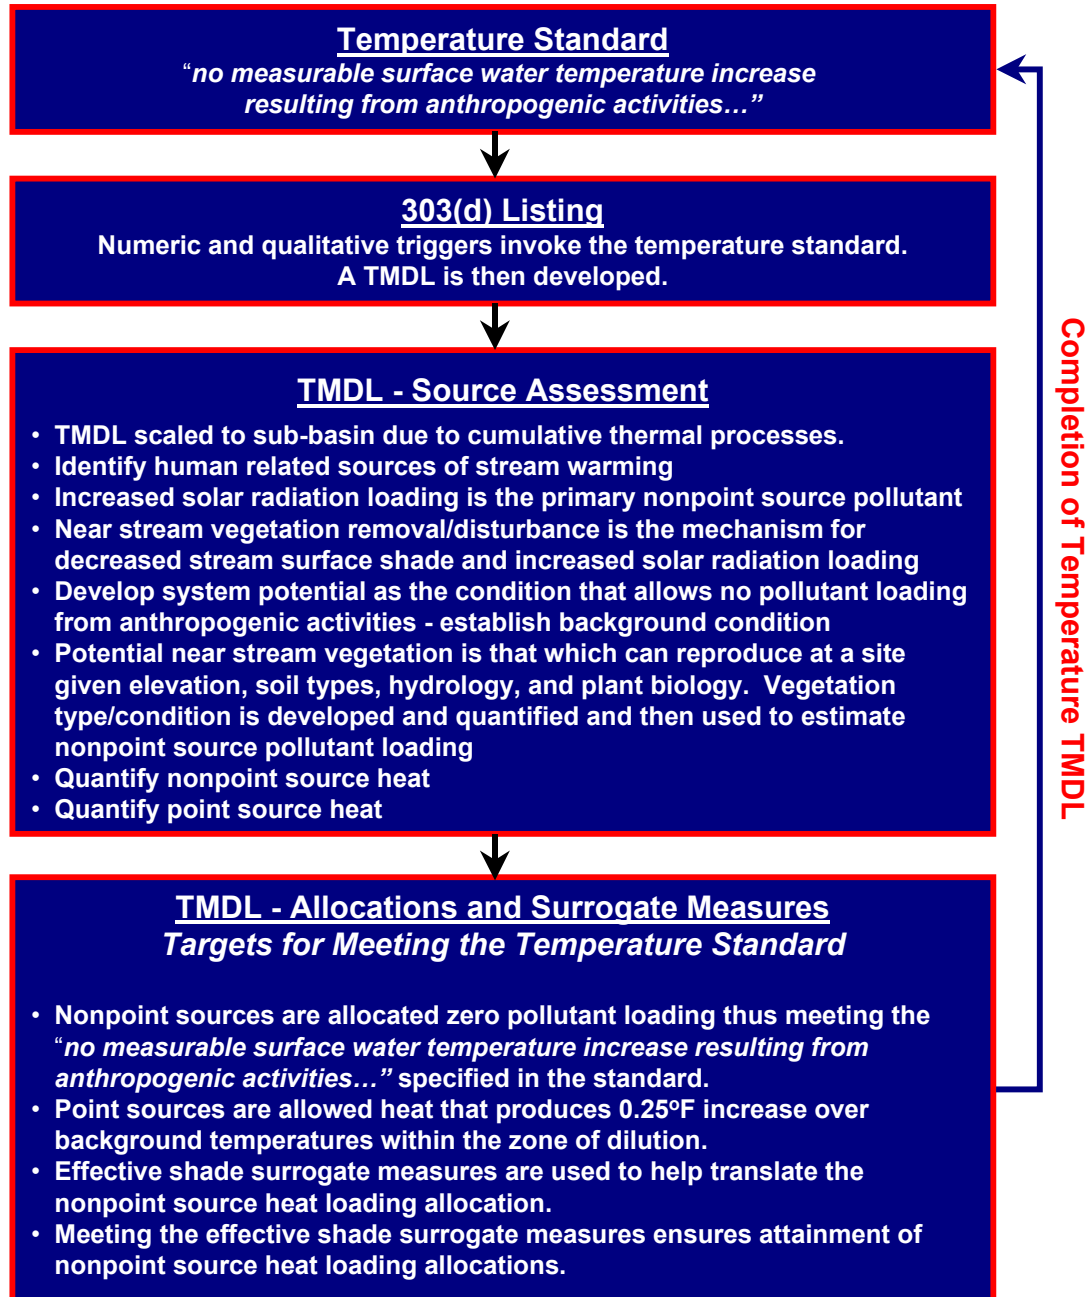 Temperature Standard
“no measurable surface water temperature increase
resulting from anthropogenic activities…”
303(d) Listing
Numeric and qualitative triggers invoke the temperature standard.
A TMDL is then developed.
TMDL - Source Assessment
• TMDL scaled to sub-basin due to cumulative thermal processes.
• Identify human related sources of stream warming
• Increased solar radiation loading is the primary nonpoint source pollutant
• Near stream vegetation removal/disturbance is the mechanism for
decreased stream surface shade and increased solar radiation loading
• Develop system potential as the condition that allows no pollutant loading
from anthropogenic activities - establish background condition
• Potential near stream vegetation is that which can reproduce at a site
given elevation, soil types, hydrology, and plant biology.  Vegetation
type/condition is developed and quantified and then used to estimate
nonpoint source pollutant loading
• Quantify nonpoint source heat
• Quantify point source heat
TMDL - Allocations and Surrogate Measures
Targets for Meeting the Temperature Standard
• Nonpoint sources are allocated zero pollutant loading thus meeting the
“no measurable surface water temperature increase resulting from
anthropogenic activities…” specified in the standard.
• Point sources are allowed heat that produces 0.25ºF increase over
background temperatures within the zone of dilution.
• Effective shade surrogate measures are used to help translate the
nonpoint source heat loading allocation.
• Meeting the effective shade surrogate measures ensures attainment of
nonpoint source heat loading allocations.
Completion of Temperature TMDL